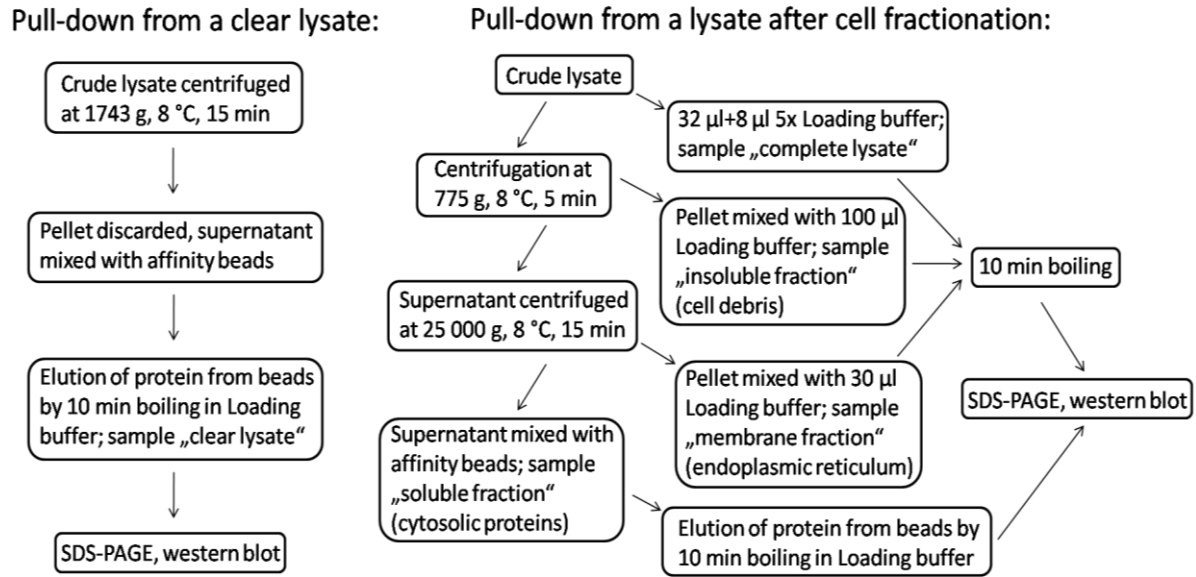 Pull-down from a clear lysate:
Crude lysate centrifuged
at 1743 g, 8 °C, 15 min
Pellet discarded, supernatant
mixed with affinity beads
Elution of protein from beads
by 10 min boiling in Loading
buffer; sample „clear lysate“
SDS-PAGE, western blot
Pull-down from a lysate after cell fractionation:
Crude lysate
32 µl+8 µl 5x Loading buffer;
sample „complete lysate“
Centrifugation at
775 g, 8 °C, 5 min
Pellet mixed with 100 µl
Loading buffer; sample
„insoluble fraction“
(cell debris)
10 min boiling
Supernatant centrifuged
at 25 000 g, 8 °C, 15 min
Pellet mixed with 30 µl
Loading buffer; sample
„membrane fraction“
(endoplasmic reticulum)
SDS-PAGE, western blot
Supernatant mixed with
affinity beads; sample
„soluble fraction“
(cytosolic proteins)
Elution of protein from beads by
10 min boiling in Loading buffer